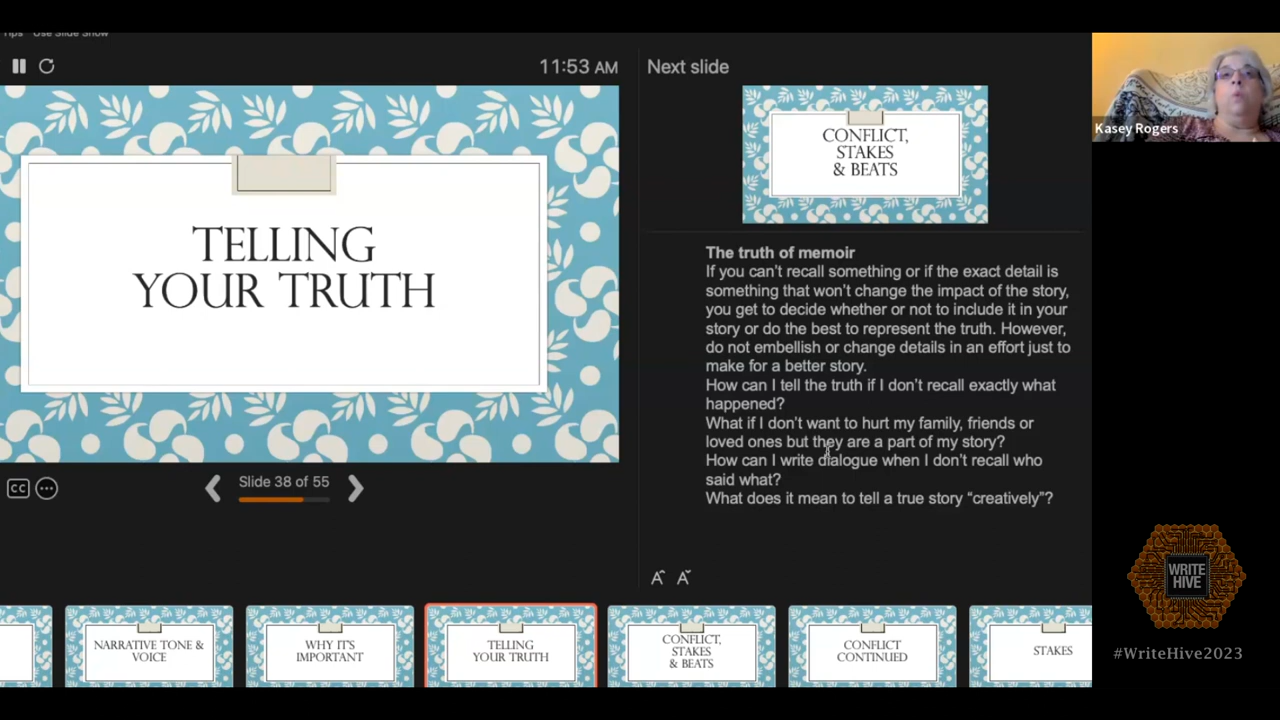 Tips Use Slide Show
11:53 AM
Next slide
TELLING
YOUR TRUTH
CONFLICT,
STAKES
& BEATS
Kasey Rogers
The truth of memoir
If you can’t recall something or if the exact detail is
something that won’t change the impact of the story,
you get to decide whether or not to include it in your
story or do the best to represent the truth. However,
do not embellish or change details in an effort just to
make for a better story.
How can I tell the truth if I don’t recall exactly what
happened?
What if I don’t want to hurt my family, friends or
loved ones but they are a part of my story?
How can I write dialogue when I don’t recall who
said what?
What does it mean to tell a true story “creatively”?
CC
Slide 38 of 55
A A
NARRATIVE TONE &
VOICE
WHY IT'S
IMPORTANT
TELLING
YOUR TRUTH
CONFLICT,
STAKES
& BEATS
CONFLICT
CONTINUED
STAKES
WRITE
HIVE
#WriteHive2023